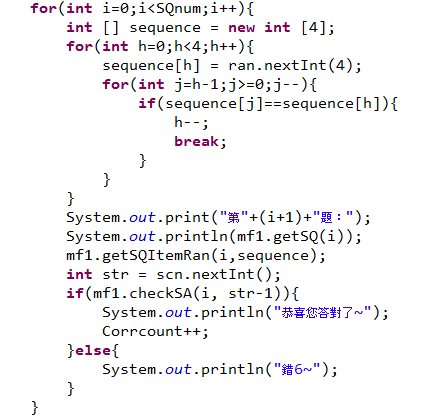 for(int i=0;i<SQnum;i++){
int [] sequence = new int [4];
for(int h=0;h<4;h++){
sequence[h] = ran.nextInt(4);
for(int j=h-1;j>=0;j--){
if(sequence[j]==sequence[h]){
h--;
break;
}
}
}
System.out.print("第"+(i+1)+"題：");
System.out.println(mf1.getSQ(i));
mf1.getSQItemRan(i,sequence);
int str = scn.nextInt();
if(mf1.checkSA(i, str-1)){
System.out.println("恭喜您答對了~");
Corrcount++;
}else{
System.out.println("錯6~");
}
}